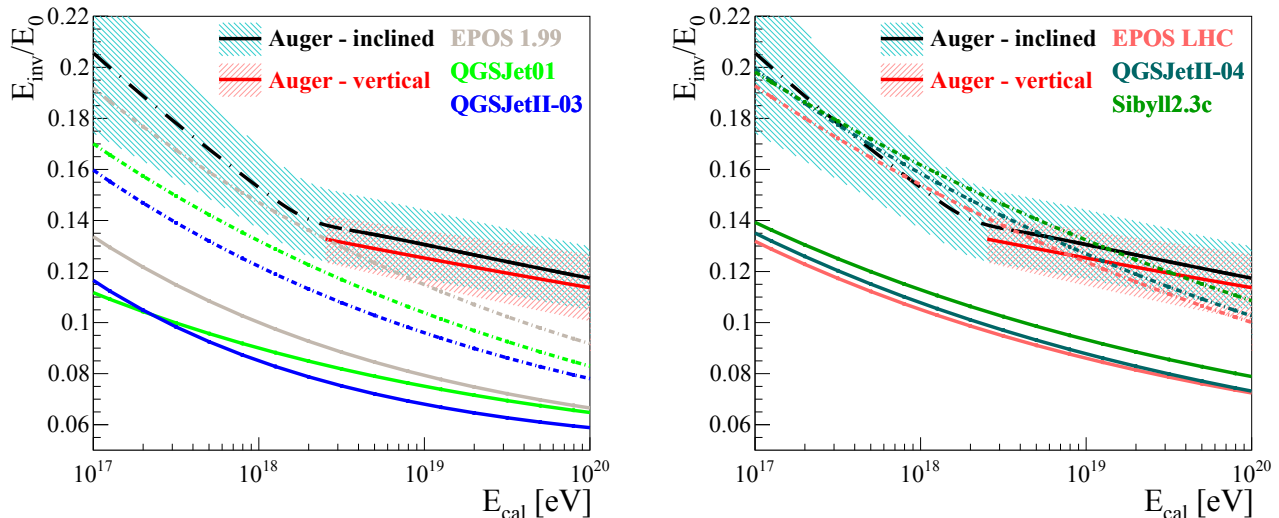 E_inv/E_0
0.22
0.2
0.18
0.16
0.14
0.12
0.1
0.08
0.06
Auger - inclined
Auger - vertical
EPOS 1.99
QGSJet01
QGSJetII-03
10^17
10^18
10^19
10^20
E_cal [eV]
E_inv/E_0
0.22
0.2
0.18
0.16
0.14
0.12
0.1
0.08
0.06
Auger - inclined
Auger - vertical
EPOS LHC
QGSJetII-04
Sibyll2.3c
10^17
10^18
10^19
10^20
E_cal [eV]